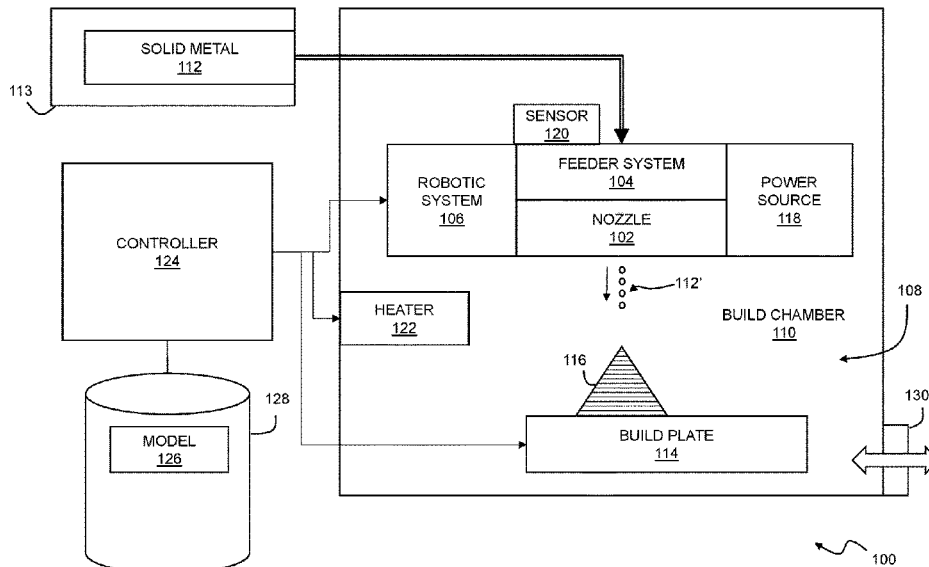 SOLID METAL
112
113
SENSOR
120
FEEDER SYSTEM
104
ROBOTIC
SYSTEM
106
POWER
SOURCE
118
NOZZLE
102
CONTROLLER
124
112'
HEATER
122
BUILD CHAMBER
110
108
116
128
130
MODEL
126
BUILD PLATE
114
100